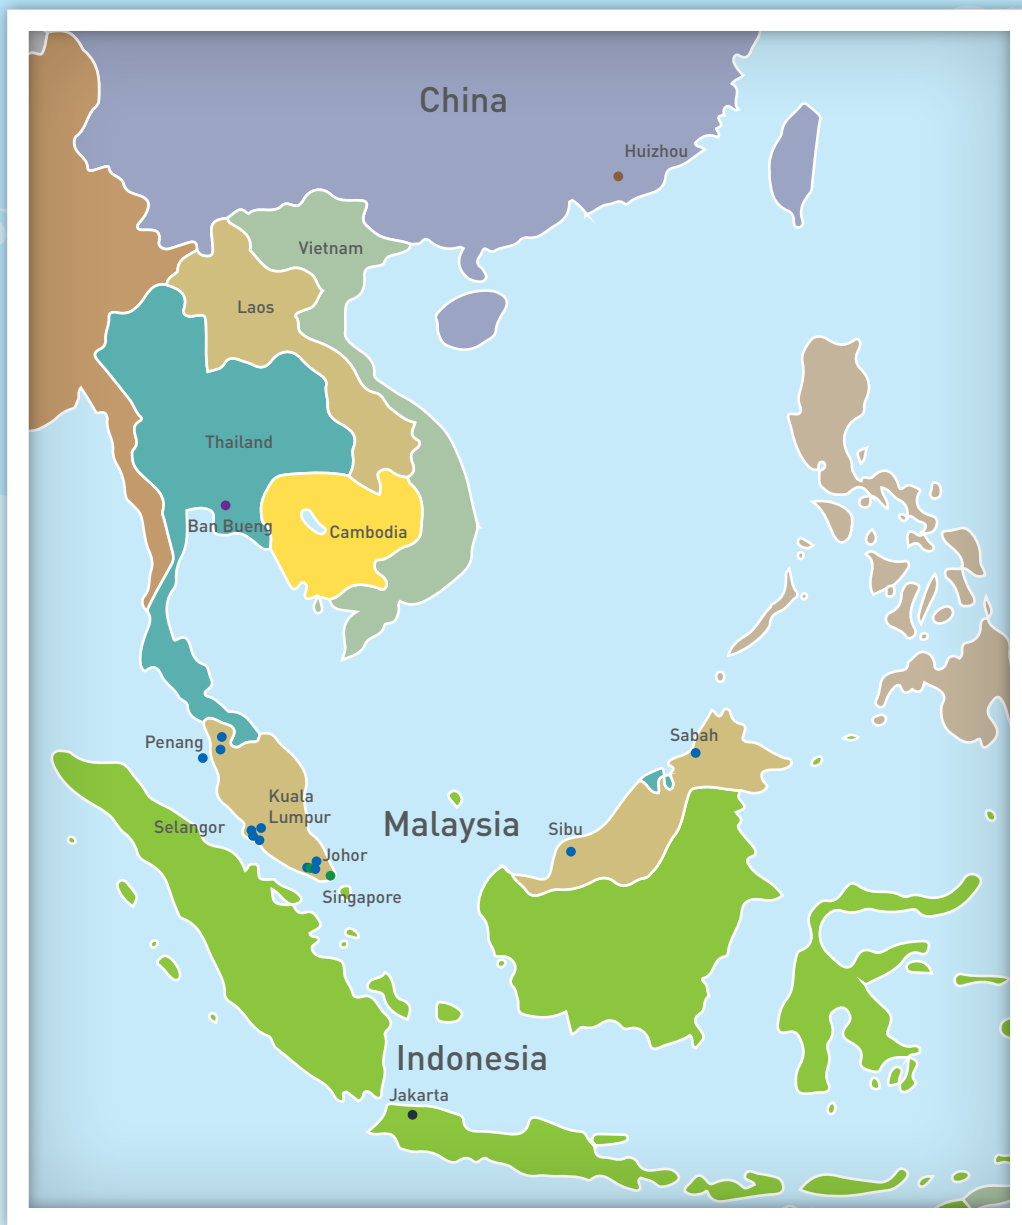 China
Huizhou
Vietnam
Laos
Thailand
Ban Bueng
Cambodia
Penang
Sabah
Kuala
Lumpur
Selangor
Malaysia
Sibu
Johor
Singapore
Indonesia
Jakarta